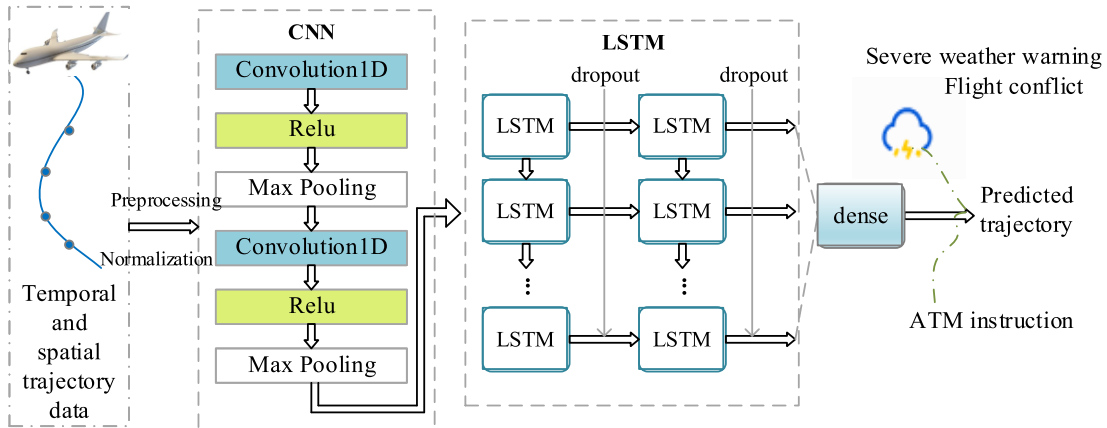 Temporal
and
spatial
trajectory
data
Preprocessing
Normalization
CNN
Convolution1D
Relu
Max Pooling
Convolution1D
Relu
Max Pooling
LSTM
dropout
dropout
LSTM
LSTM
LSTM
LSTM
LSTM
LSTM
dense
Severe weather warning
Flight conflict
Predicted
trajectory
ATM instruction